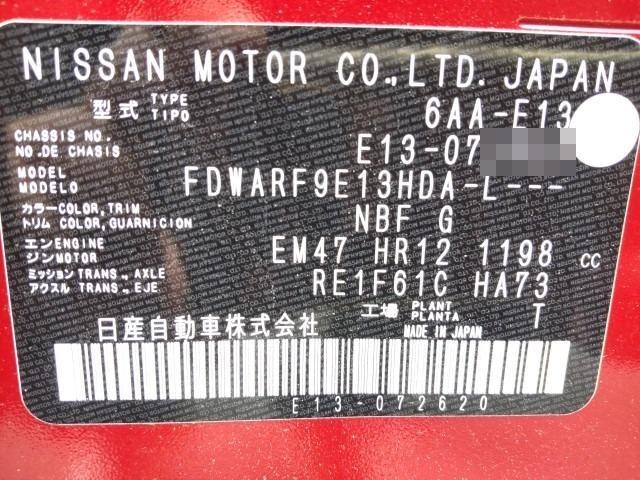 NISSAN MOTOR CO.,LTD. JAPAN
型式 TYPE TIPO 6AA-E13
CHASSIS NO. NO.DE CHASIS E13-07
MODEL MODELO FDWARF9E13HDA-L---
カラー COLOR,TRIM トリム COLOR,GUARNICION NBF G
エンジン ENGINE MOTOR EM47 HR12 1198 CC
ミッション TRANS., AXLE アクスル TRANS., EJE RE1F61C HA73
工場 PLANT PLANTA T
日産自動車株式会社 MADE IN JAPAN
E13-072620